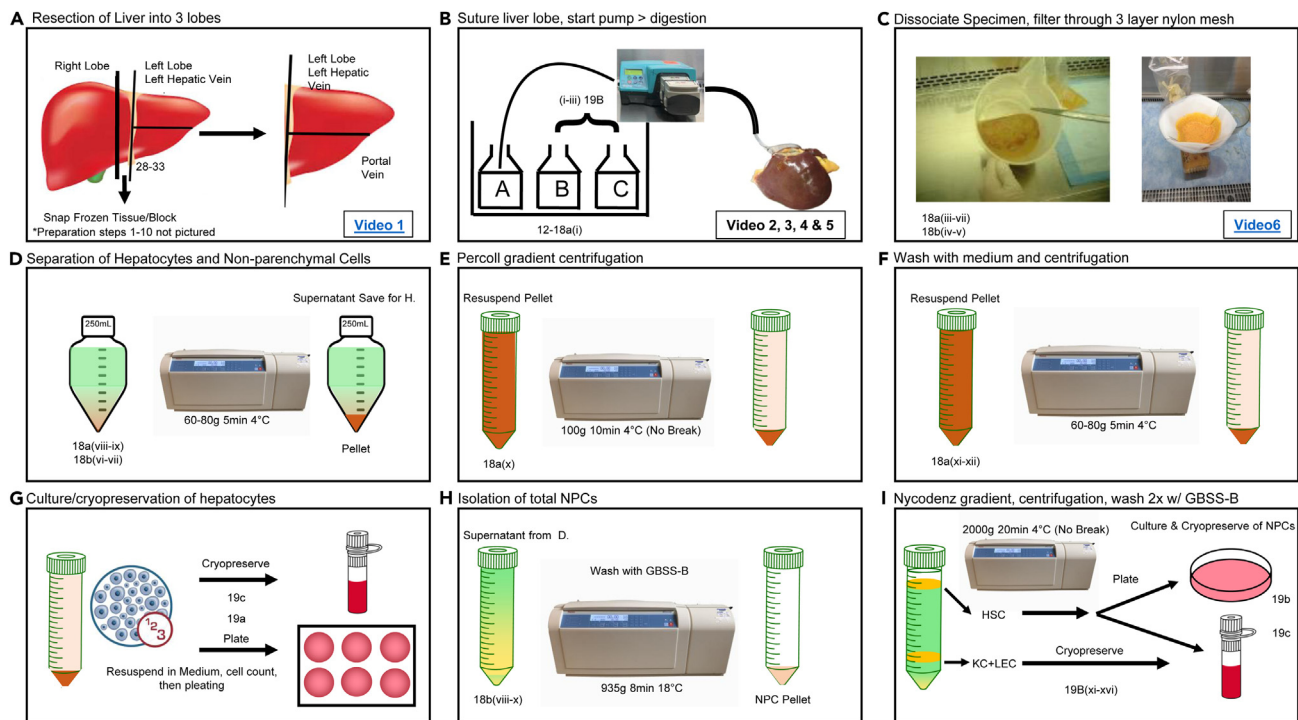 A Resection of Liver into 3 lobes
Right Lobe
Left Lobe
Left Hepatic Vein
28-33
Snap Frozen Tissue/Block
*Preparation steps 1-10 not pictured
Left Lobe
Left Hepatic
Vein
Portal
Vein
Video 1
B Suture liver lobe, start pump > digestion
(i-iii) 19B
A
B
C
12-18a(i)
Video 2, 3, 4 & 5
C Dissociate Specimen, filter through 3 layer nylon mesh
18a(iii-vii)
18b(iv-v)
Video6
D Separation of Hepatocytes and Non-parenchymal Cells
Supernatant Save for H.
250mL
250mL
60-80g 5min 4°C
18a(viii-ix)
18b(vi-vii)
Pellet
E Percoll gradient centrifugation
Resuspend Pellet
100g 10min 4°C (No Break)
18a(x)
F Wash with medium and centrifugation
Resuspend Pellet
60-80g 5min 4°C
18a(xi-xii)
G Culture/cryopreservation of hepatocytes
123
Cryopreserve
19c
19a
Plate
Resuspend in Medium, cell count,
then pleating
H Isolation of total NPCs
Supernatant from D.
Wash with GBSS-B
935g 8min 18°C
18b(viii-x)
NPC Pellet
I Nycodenz gradient, centrifugation, wash 2x w/ GBSS-B
2000g 20min 4°C (No Break)
Culture & Cryopreserve of NPCs
Plate
HSC
19b
19c
KC+LEC
Cryopreserve
19B(xi-xvi)